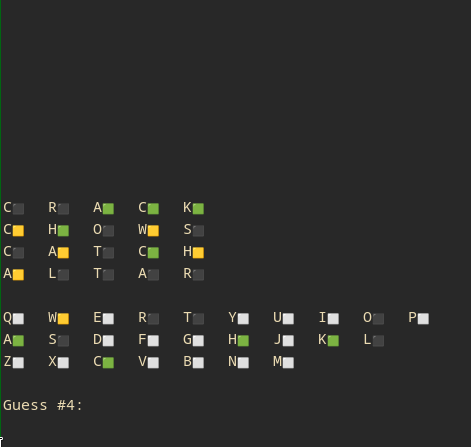 C⬛ R⬛ A🟩 C🟩 K🟩
C🟨 H🟩 O⬛ W🟨 S⬛
C⬛ A🟨 T⬛ C🟩 H🟨
A🟨 L⬛ T⬛ A⬛ R⬛
Q⬜ W🟨 E⬜ R⬛ T⬛ Y⬜ U⬜ I⬜ O⬛ P⬜
A🟩 S⬛ D⬜ F⬜ G⬜ H🟩 J⬜ K🟩 L⬛
Z⬜ X⬜ C🟩 V⬜ B⬜ N⬜ M⬜
Guess #4: